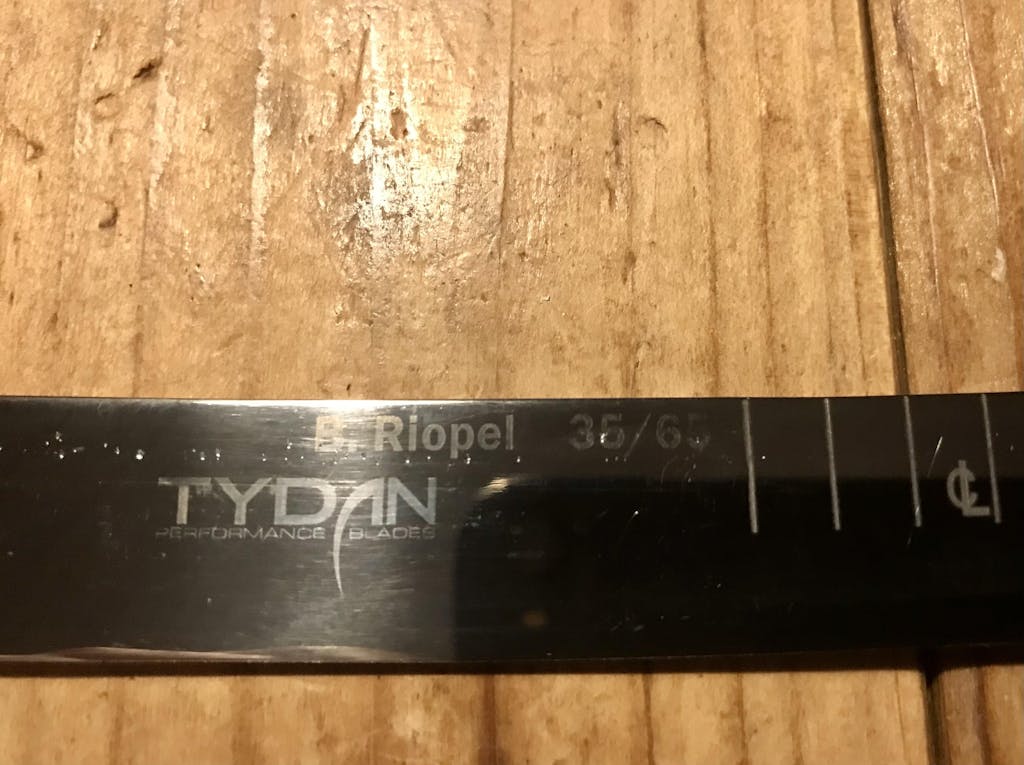 B. Riopel 35/65
TYDAN
PERFORMANCE BLADES
℄